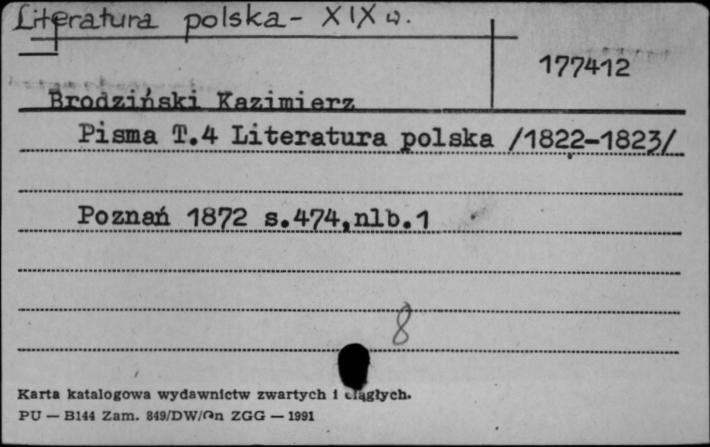 Literatura polska - XIX w.
177412
Brodziński Kazimierz
Pisma T.4 Literatura polska /1822-1823/
Poznań 1872 s.474,nlb.1
8
Karta katalogowa wydawnictw zwartych i ciągłych.
PU — B144 Zam. 849/DW/On ZGG — 1991